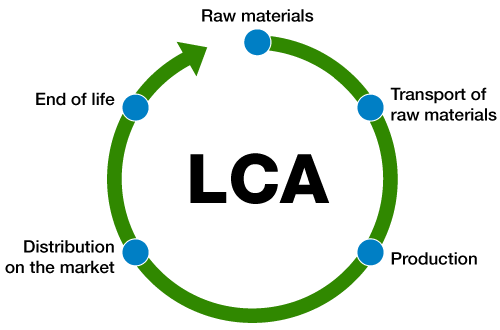 Raw materials
Transport of
raw materials
Production
Distribution
on the market
End of life
LCA